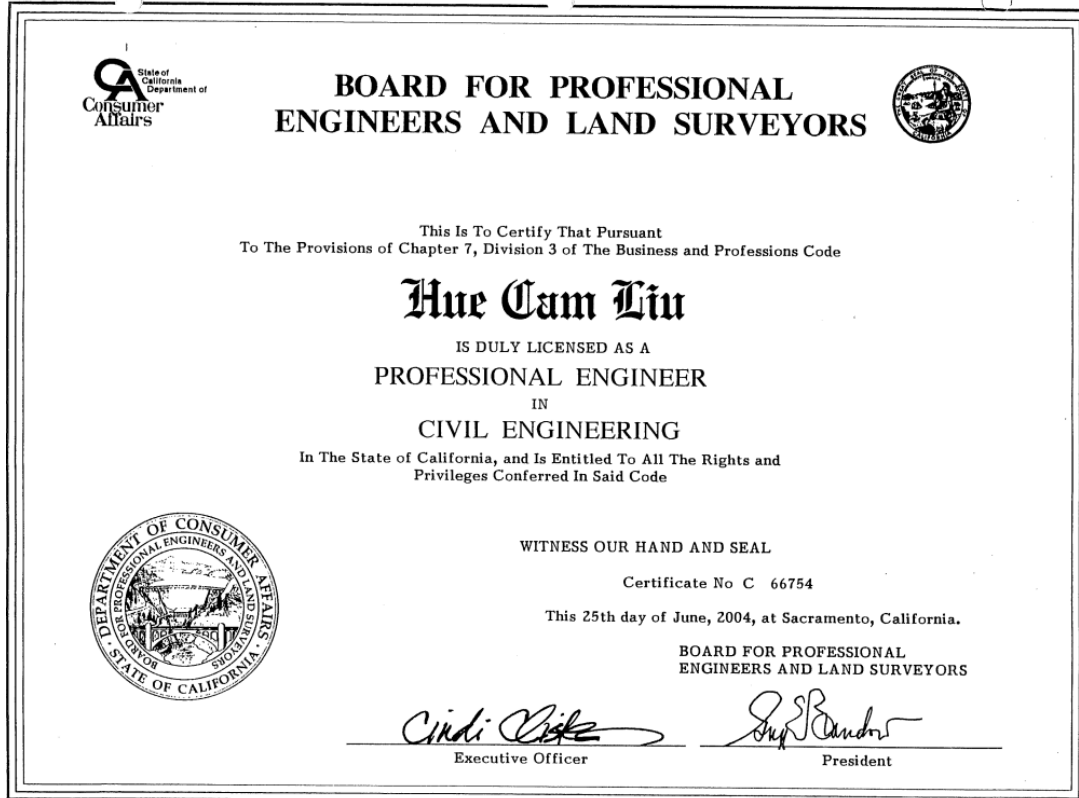 State of
California
Department of
Consumer
Affairs
BOARD FOR PROFESSIONAL
ENGINEERS AND LAND SURVEYORS
This Is To Certify That Pursuant
To The Provisions of Chapter 7, Division 3 of The Business and Professions Code
Hue Cam Liu
IS DULY LICENSED AS A
PROFESSIONAL ENGINEER
IN
CIVIL ENGINEERING
In The State of California, and Is Entitled To All The Rights and
Privileges Conferred In Said Code
DEPARTMENT OF CONSUMER AFFAIRS
STATE OF CALIFORNIA
BOARD FOR PROFESSIONAL ENGINEERS AND LAND SURVEYORS
WITNESS OUR HAND AND SEAL
Certificate No C 66754
This 25th day of June, 2004, at Sacramento, California.
BOARD FOR PROFESSIONAL
ENGINEERS AND LAND SURVEYORS
Cindi
Executive Officer
President